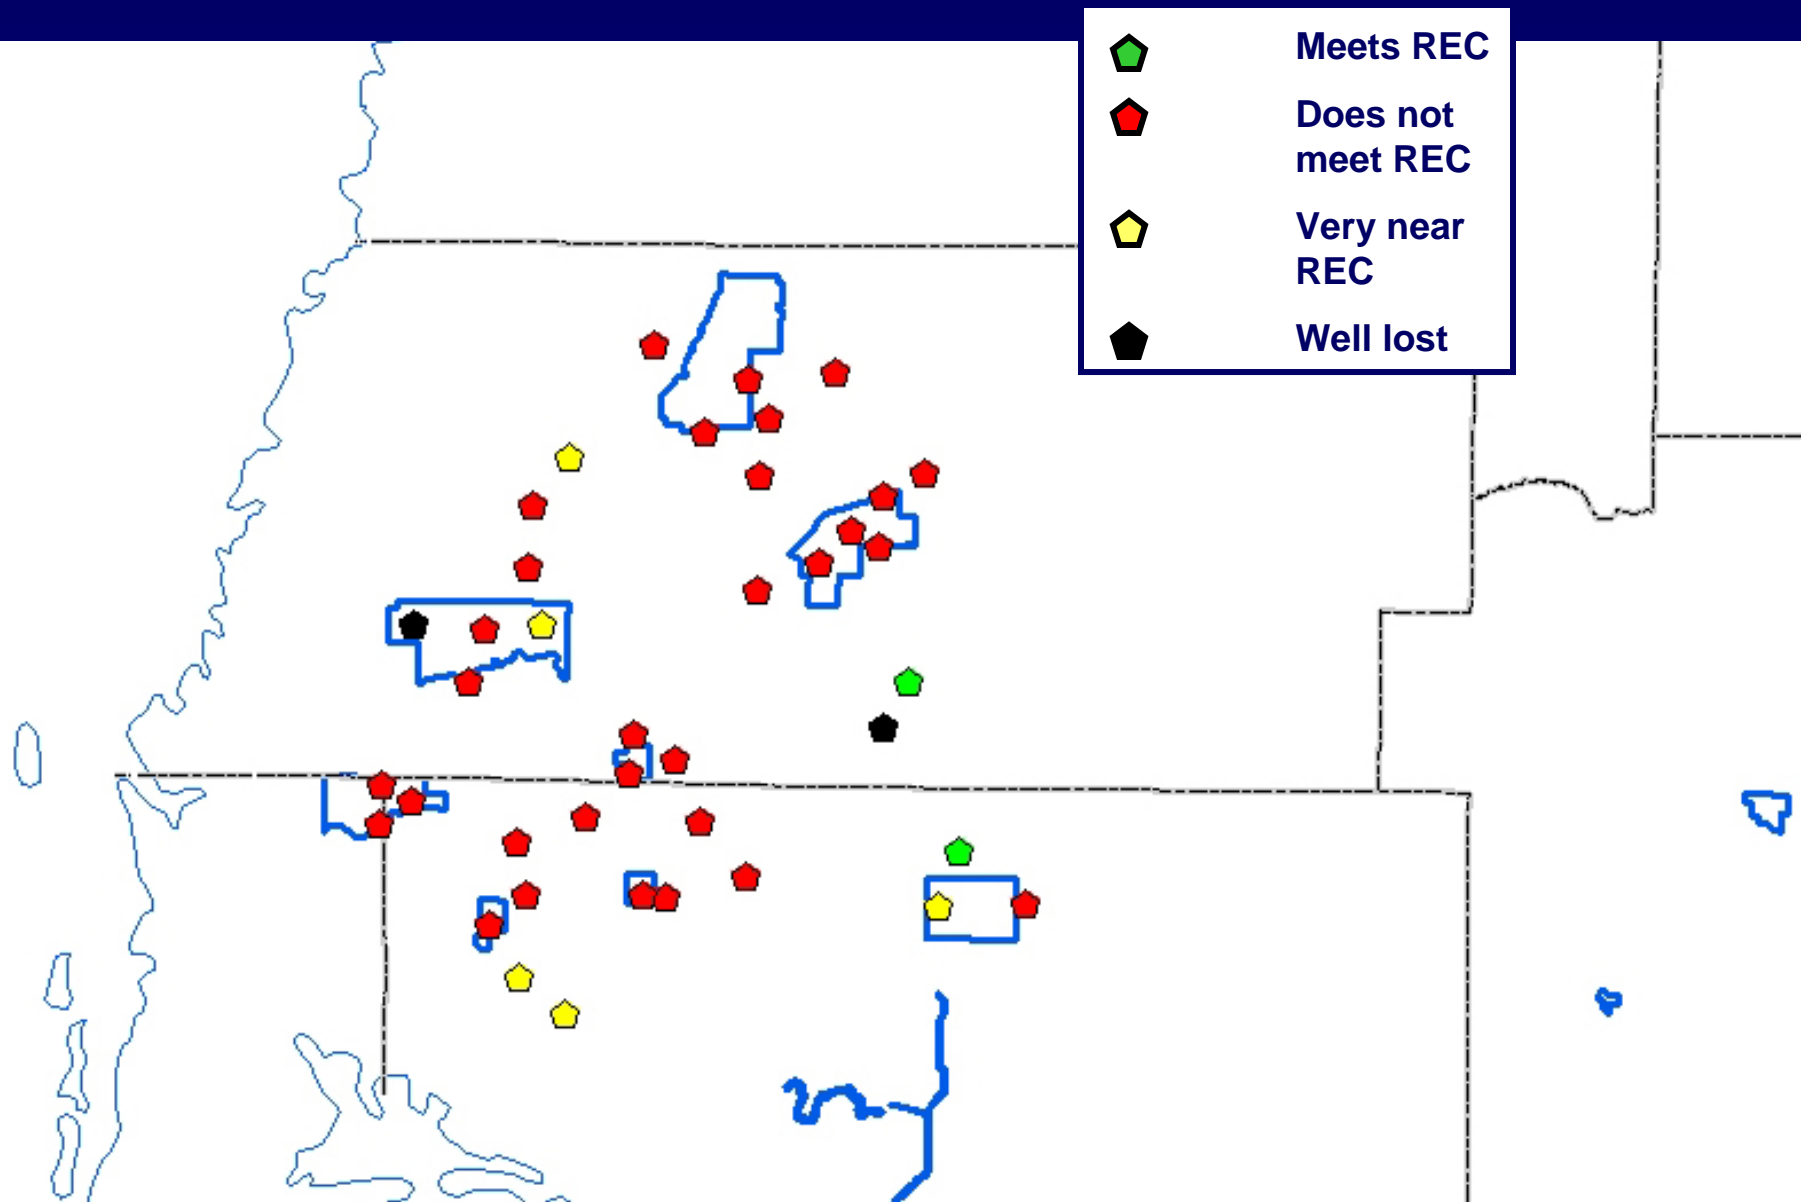 Meets REC
Does not
meet REC
Very near
REC
Well lost